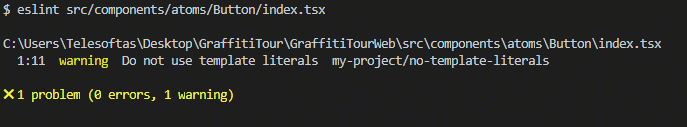 $ eslint src/components/atoms/Button/index.tsx
C:\Users\Telesoftas\Desktop\GraffitiTour\GraffitiTourWeb\src\components\atoms\Button\index.tsx
1:11 warning Do not use template literals my-project/no-template-literals
❌1 problem (0 errors, 1 warning)